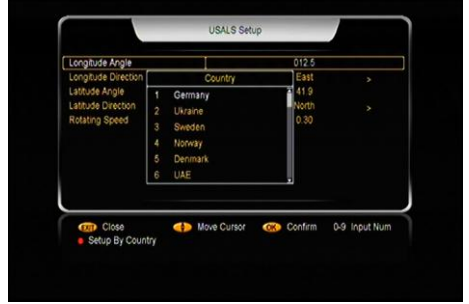 USALS Setup
Longitude Angle 012.5
Longitude Direction East >
Latitude Angle 41.9
Latitude Direction North >
Rotating Speed 0.30
Country
1 Germany
2 Ukraine
3 Sweden
4 Norway
5 Denmark
6 UAE
EXIT Close Move Cursor OK Confirm 0-9 Input Num
Setup By Country